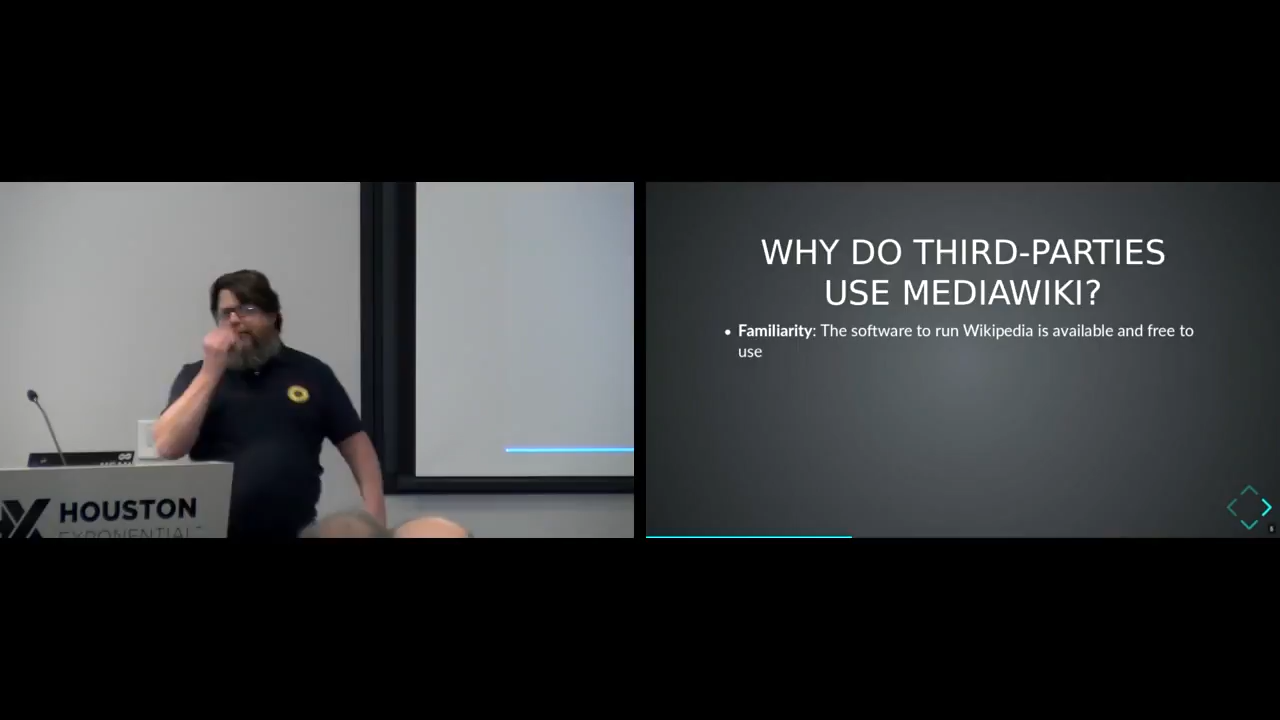 HOUSTON
EXPONENTIAL
WHY DO THIRD-PARTIES
USE MEDIAWIKI?
• Familiarity: The software to run Wikipedia is available and free to
use